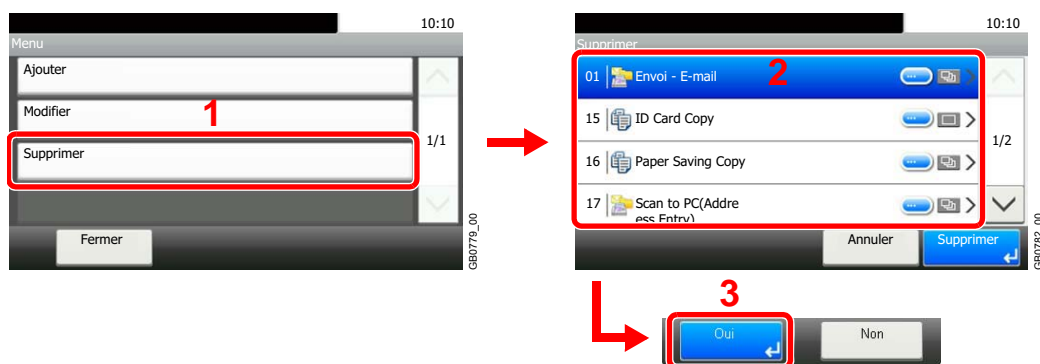 10:10
Menu
Ajouter
Modifier
1
1/1
Supprimer
Fermer
GB0779_00
10:10
Supprimer
01 Envoi - E-mail
2
15 ID Card Copy
1/2
16 Paper Saving Copy
17 Scan to PC(Addre
ess Entry)
Annuler
Supprimer
GB0782_00
3
Oui
Non